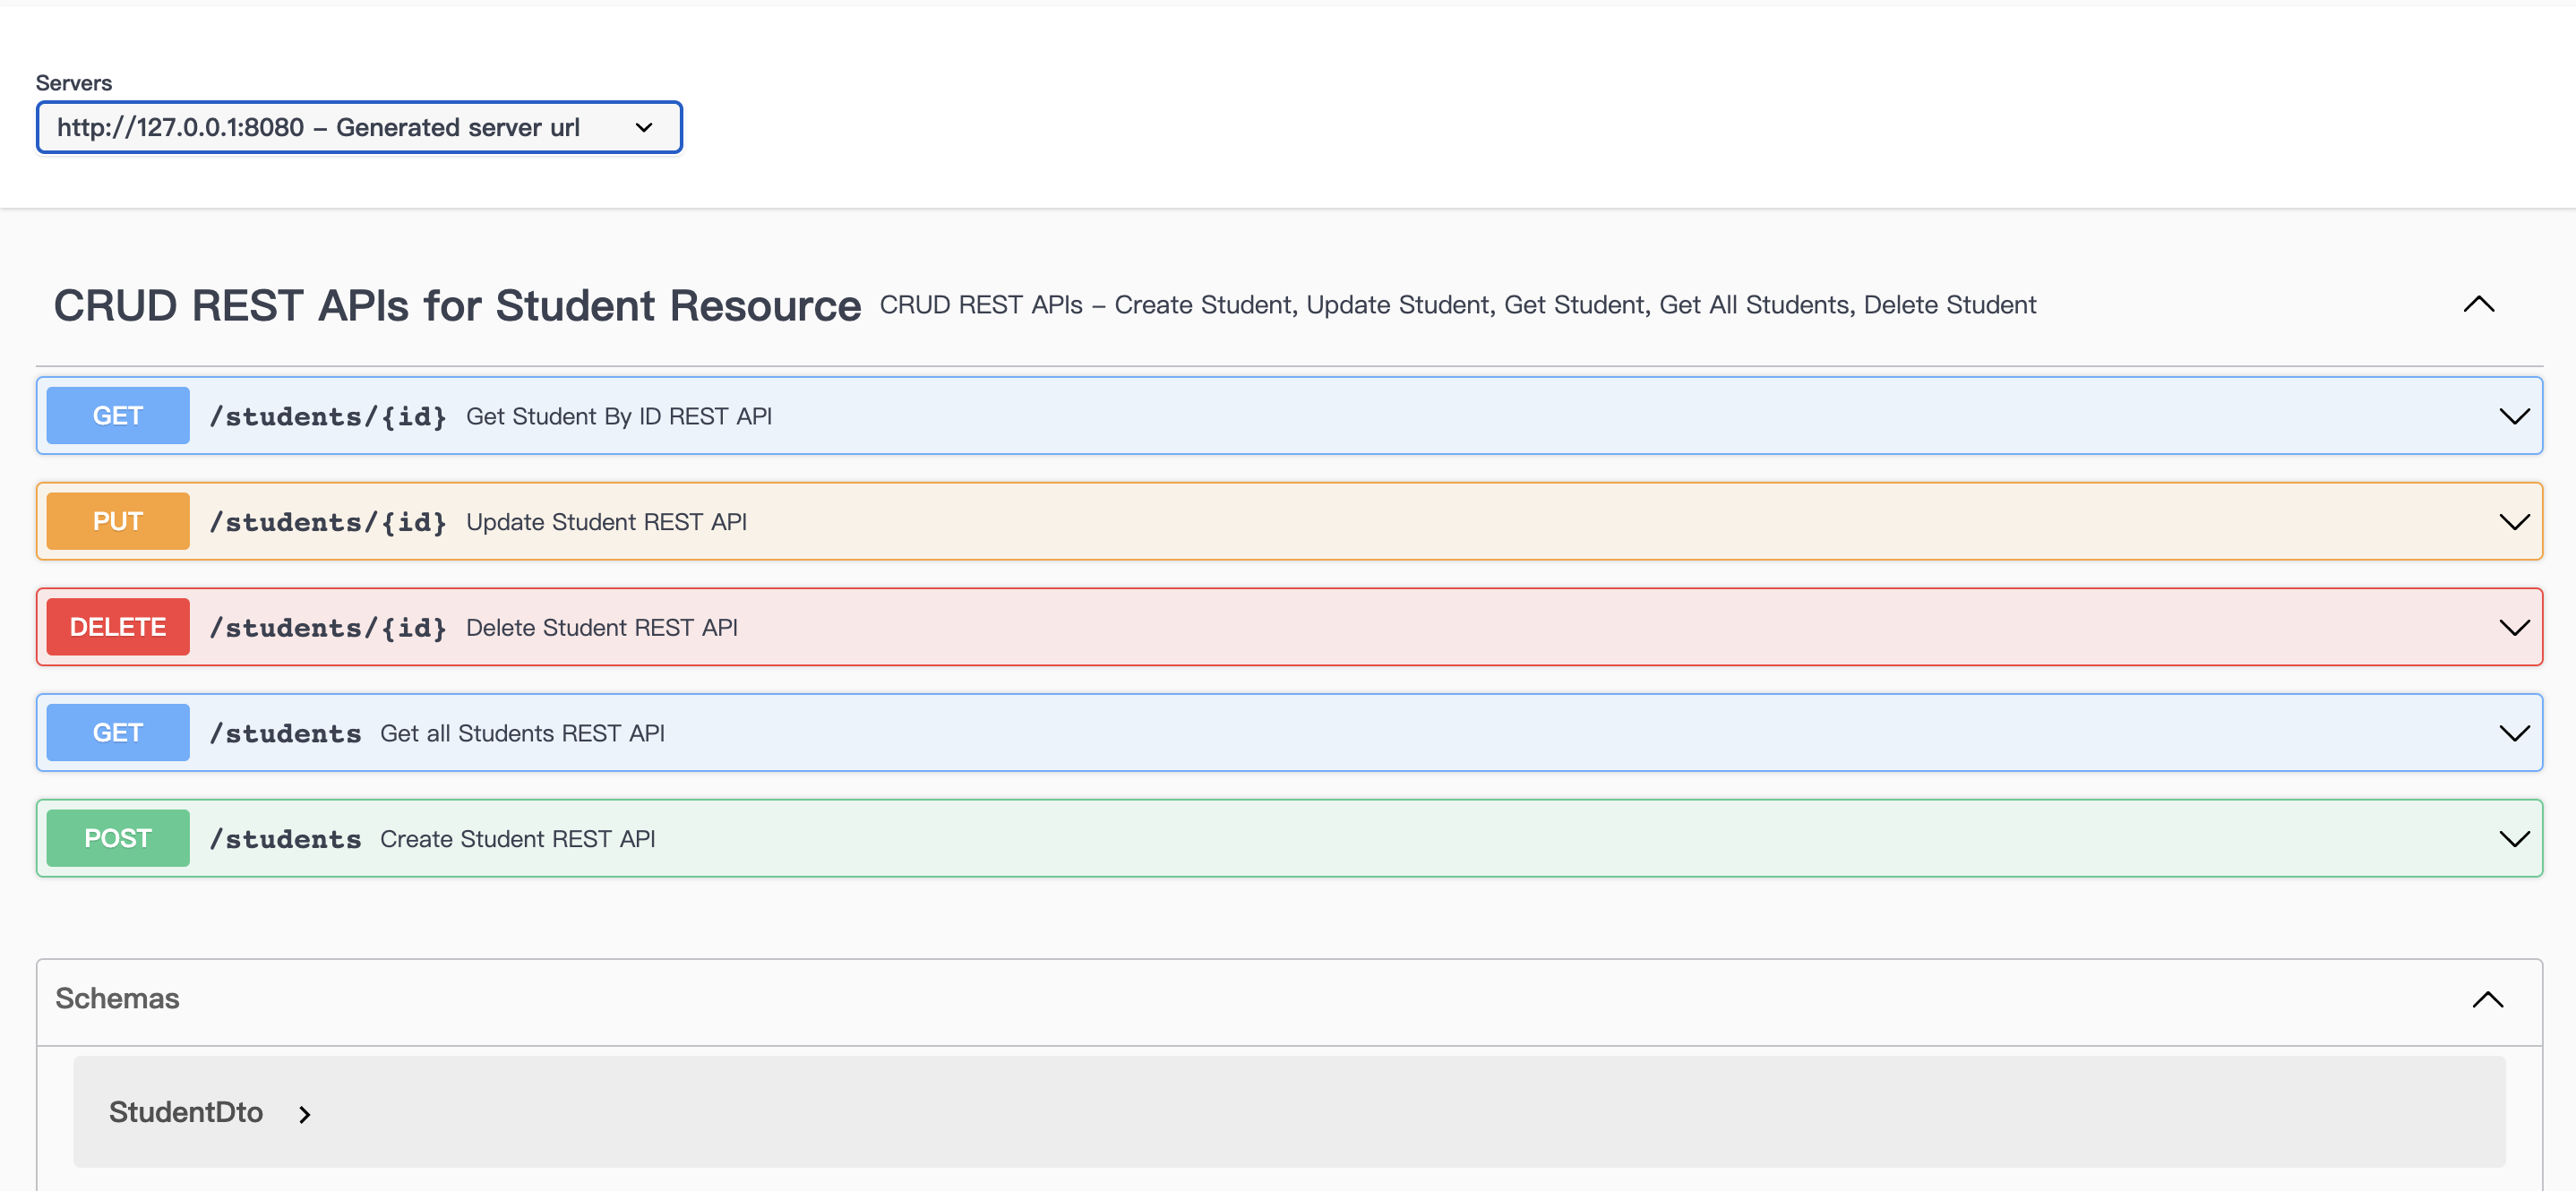 Servers
http://127.0.0.1:8080 – Generated server url
CRUD REST APIs for Student Resource CRUD REST APIs – Create Student, Update Student, Get Student, Get All Students, Delete Student
GET /students/{id} Get Student By ID REST API
PUT /students/{id} Update Student REST API
DELETE /students/{id} Delete Student REST API
GET /students Get all Students REST API
POST /students Create Student REST API
Schemas
StudentDto